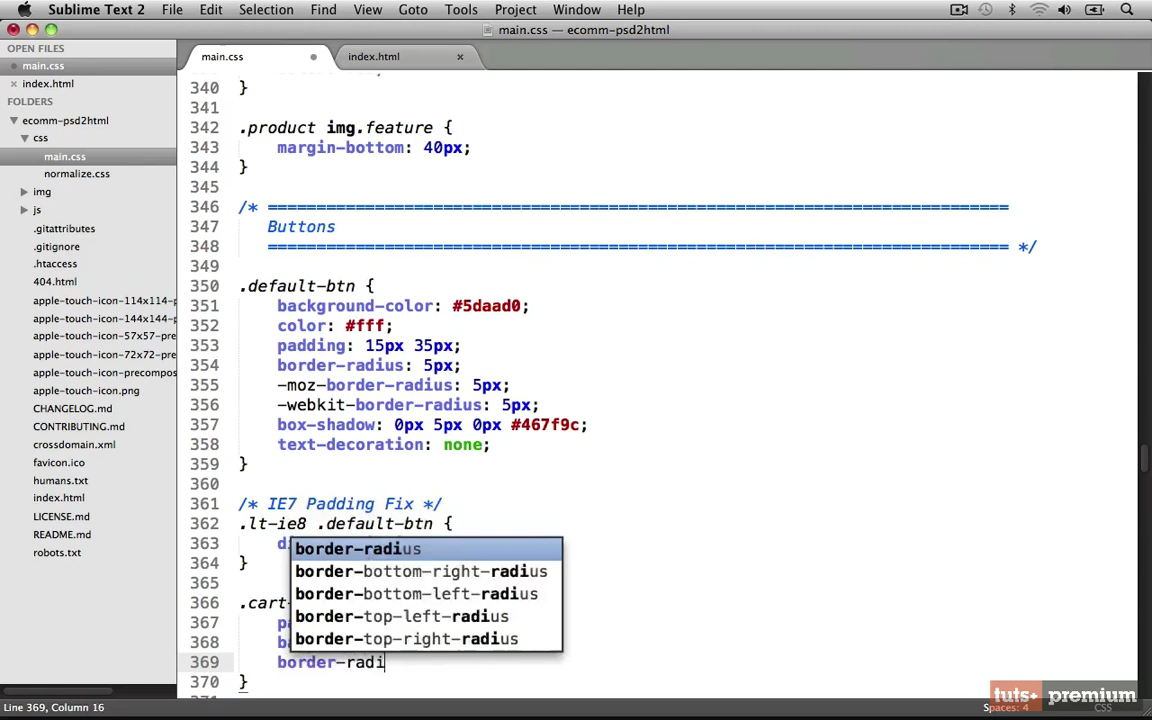 Sublime Text 2 File Edit Selection Find View Goto Tools Project Window Help
main.css — ecomm-psd2html
OPEN FILES
main.css
index.html
FOLDERS
ecomm-psd2html
css
main.css
normalize.css
img
js
.gitattributes
.gitignore
.htaccess
404.html
apple-touch-icon-114x114-p
apple-touch-icon-144x144-p
apple-touch-icon-57x57-pre
apple-touch-icon-72x72-pre
apple-touch-icon-precompos
apple-touch-icon.png
CHANGELOG.md
CONTRIBUTING.md
crossdomain.xml
favicon.ico
humans.txt
index.html
LICENSE.md
README.md
robots.txt
main.css index.html
340 }
341
342 .product img.feature {
343 margin-bottom: 40px;
344 }
345
346 /* ============================================================================
347 Buttons
348 ============================================================================ */
349
350 .default-btn {
351 background-color: #5daad0;
352 color: #fff;
353 padding: 15px 35px;
354 border-radius: 5px;
355 -moz-border-radius: 5px;
356 -webkit-border-radius: 5px;
357 box-shadow: 0px 5px 0px #467f9c;
358 text-decoration: none;
359 }
360
361 /* IE7 Padding Fix */
362 .lt-ie8 .default-btn {
363 di
364 }
365
366 .cart-
367 pa
368 ba
369 border-radi
370 }
border-radius
border-bottom-right-radius
border-bottom-left-radius
border-top-left-radius
border-top-right-radius
Line 369, Column 16 Spaces: 4 CSS
tuts+ premium